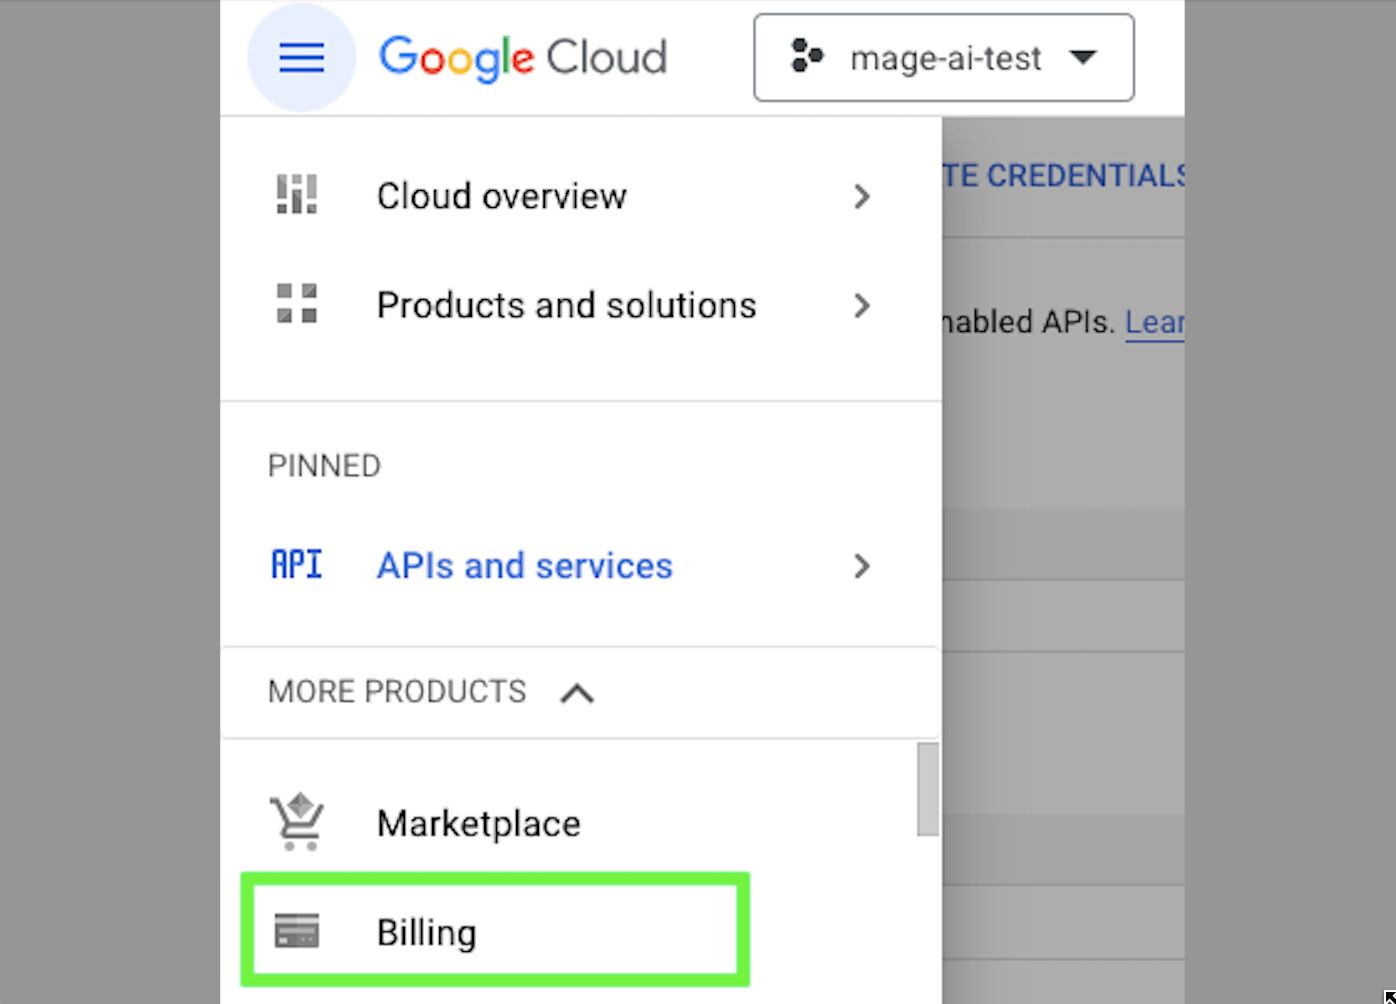 Google Cloud
mage-ai-test
Cloud overview
TE CREDENTIALS
Products and solutions
nabled APIs. Lear
PINNED
API APIs and services
MORE PRODUCTS
Marketplace
Billing